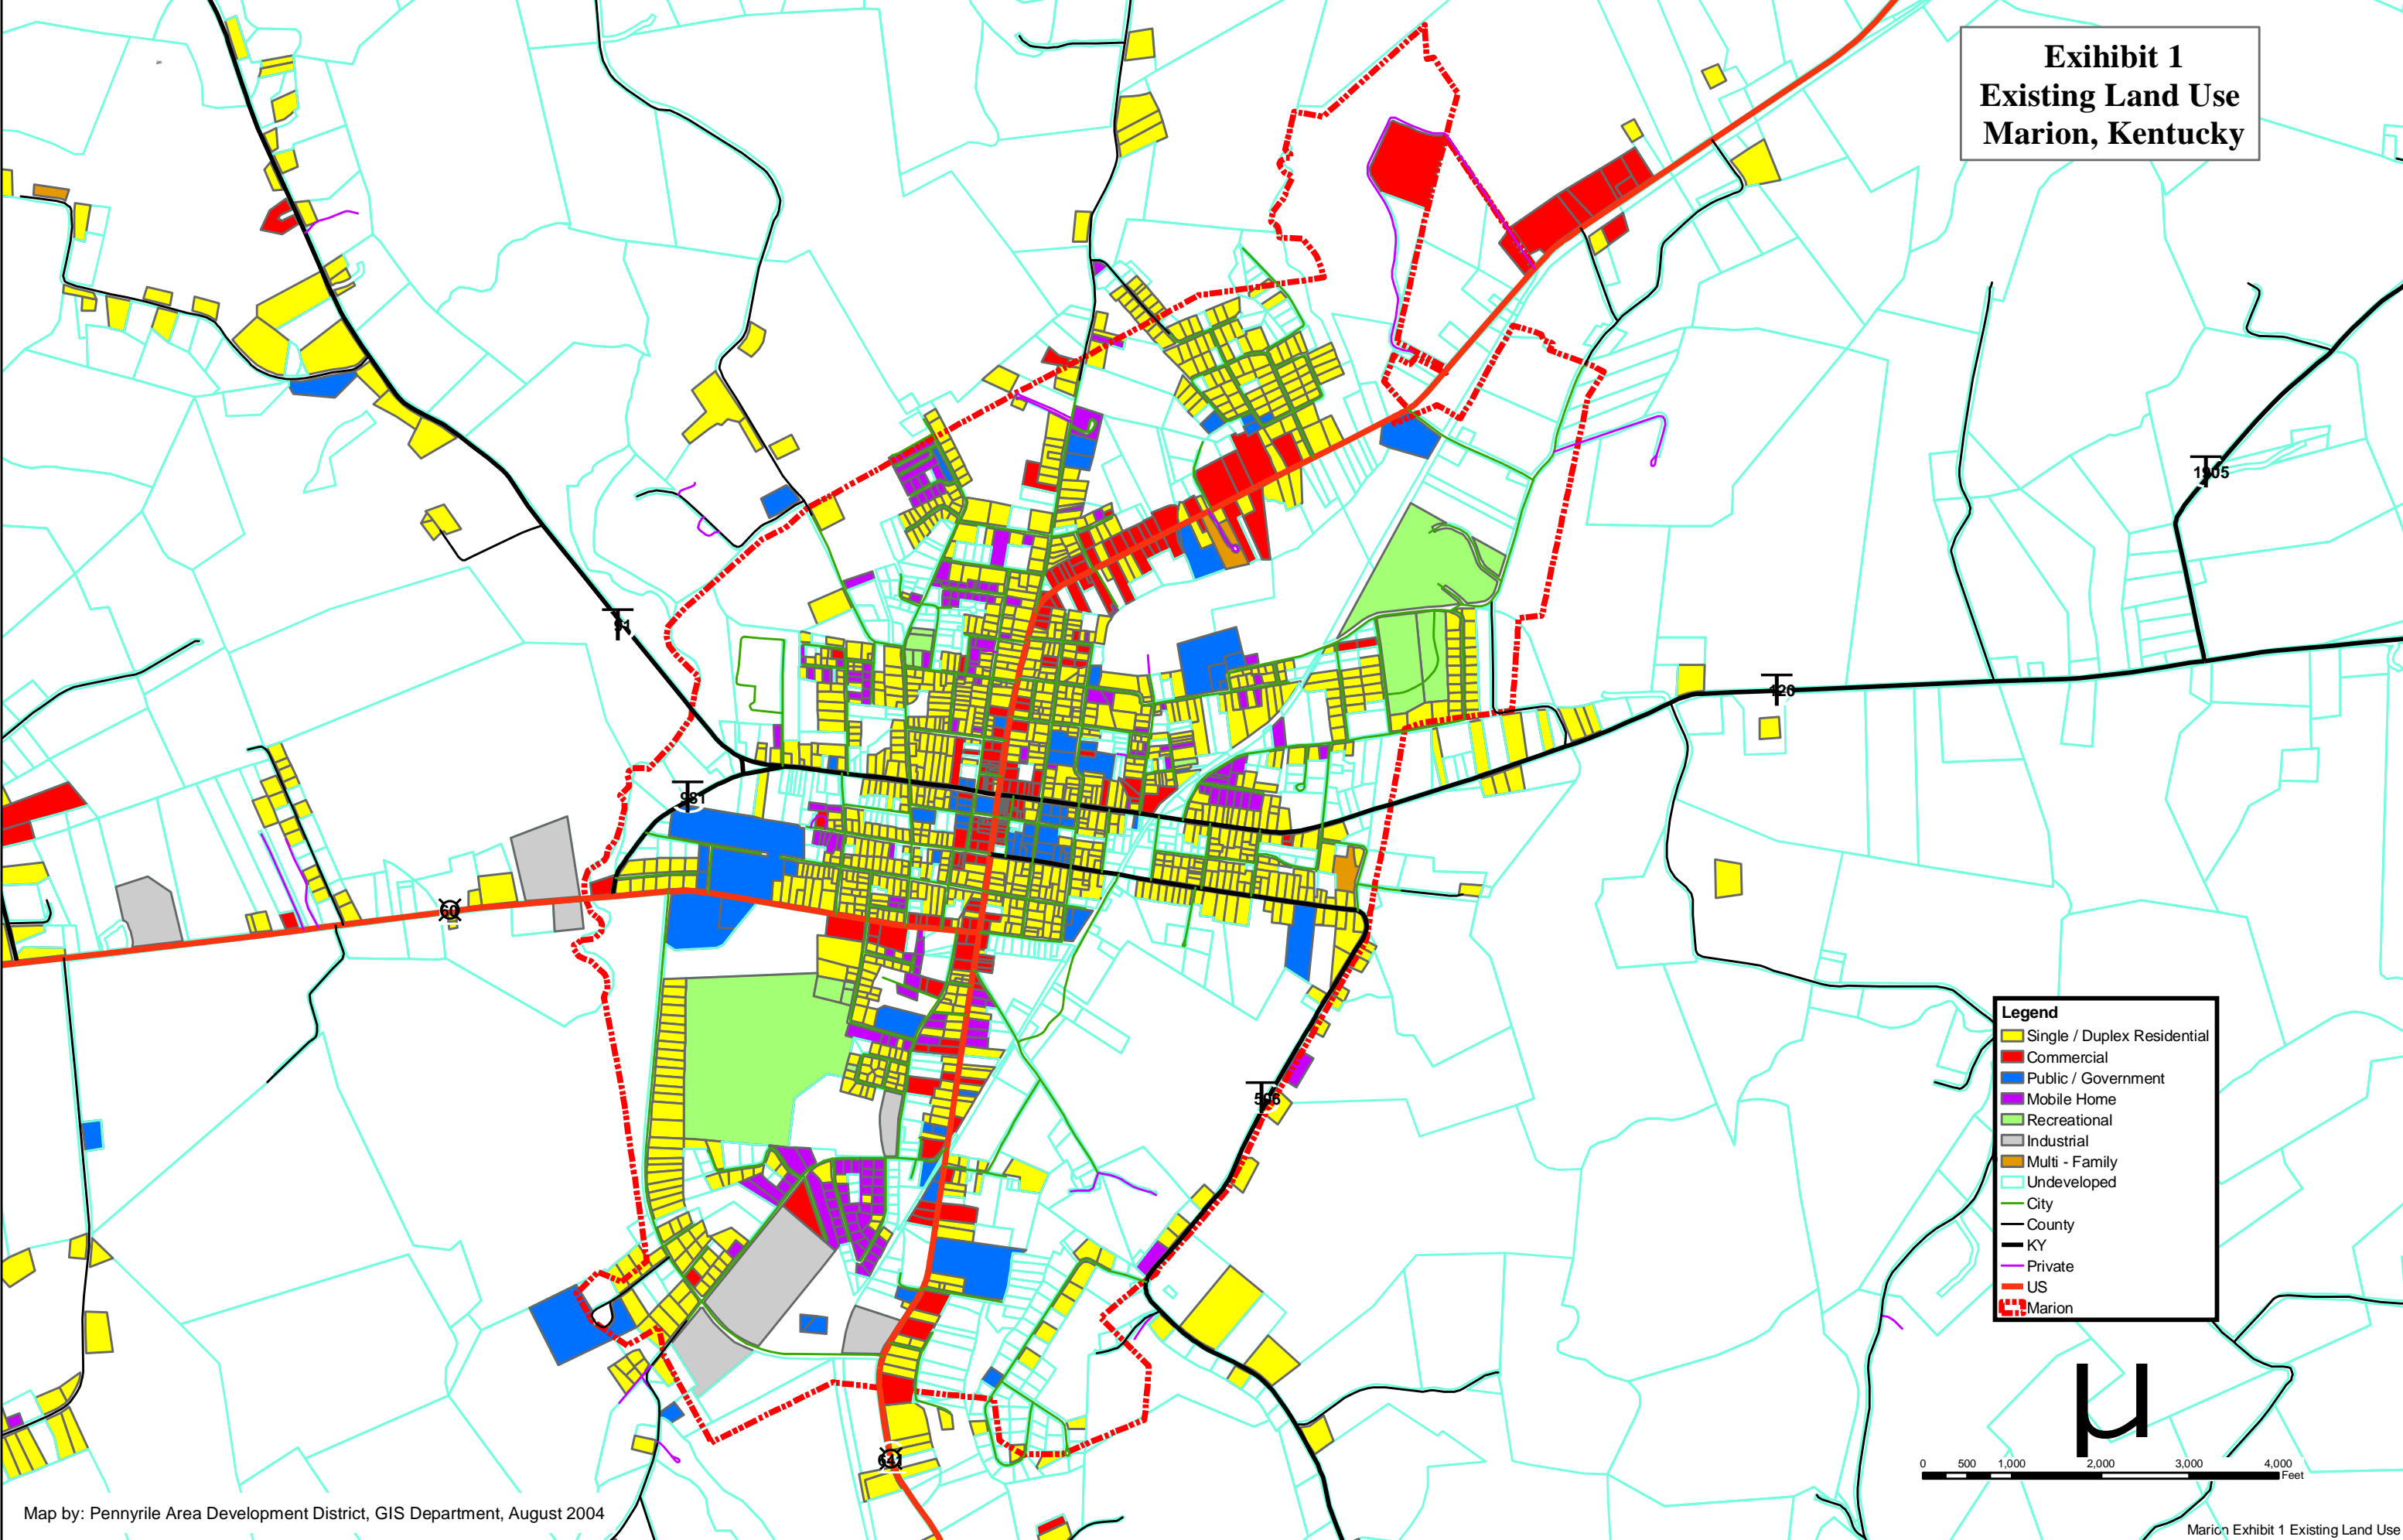 Exihibit 1
Existing Land Use
Marion, Kentucky
1905
91
120
981
60
506
641
Legend
Single / Duplex Residential
Commercial
Public / Government
Mobile Home
Recreational
Industrial
Multi - Family
Undeveloped
City
County
KY
Private
US
Marion
µ
0 500 1,000 2,000 3,000 4,000
Feet
Map by: Pennyrile Area Development District, GIS Department, August 2004
Marion Exhibit 1 Existing Land Use